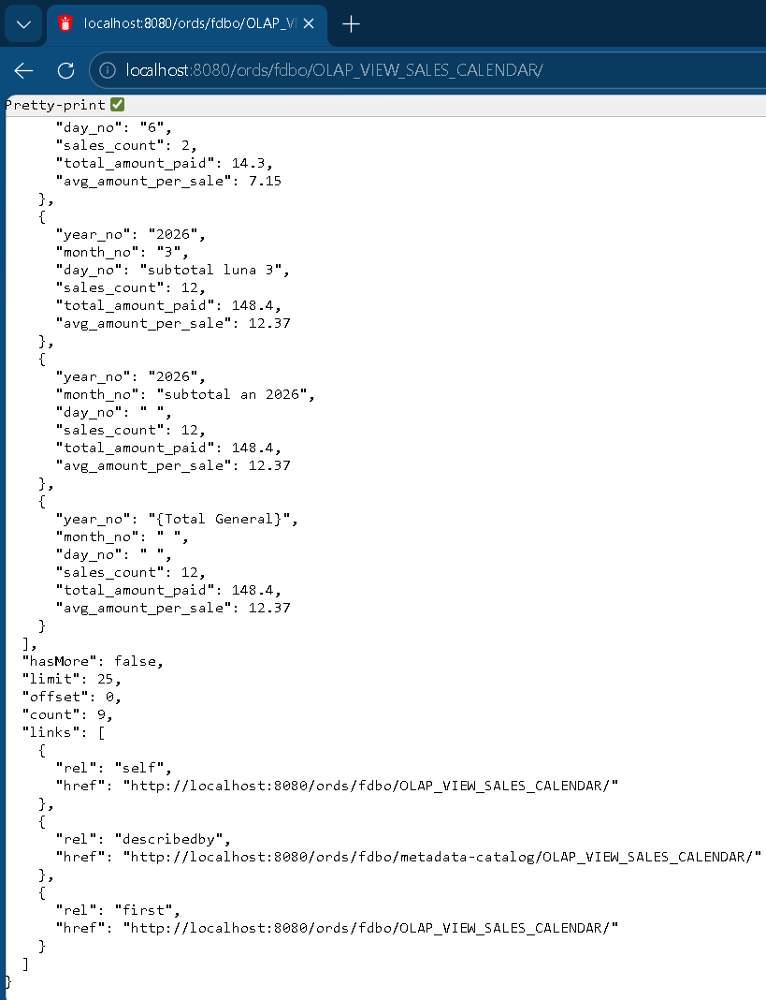 localhost:8080/ords/fdbo/OLAP_VI
localhost:8080/ords/fdbo/OLAP_VIEW_SALES_CALENDAR/
Pretty-print
"day_no": "6",
"sales_count": 2,
"total_amount_paid": 14.3,
"avg_amount_per_sale": 7.15
},
{
"year_no": "2026",
"month_no": "3",
"day_no": "subtotal luna 3",
"sales_count": 12,
"total_amount_paid": 148.4,
"avg_amount_per_sale": 12.37
},
{
"year_no": "2026",
"month_no": "subtotal an 2026",
"day_no": " ",
"sales_count": 12,
"total_amount_paid": 148.4,
"avg_amount_per_sale": 12.37
},
{
"year_no": "{Total General}",
"month_no": " ",
"day_no": " ",
"sales_count": 12,
"total_amount_paid": 148.4,
"avg_amount_per_sale": 12.37
}
],
"hasMore": false,
"limit": 25,
"offset": 0,
"count": 9,
"links": [
{
"rel": "self",
"href": "http://localhost:8080/ords/fdbo/OLAP_VIEW_SALES_CALENDAR/"
},
{
"rel": "describedby",
"href": "http://localhost:8080/ords/fdbo/metadata-catalog/OLAP_VIEW_SALES_CALENDAR/"
},
{
"rel": "first",
"href": "http://localhost:8080/ords/fdbo/OLAP_VIEW_SALES_CALENDAR/"
}
]
}